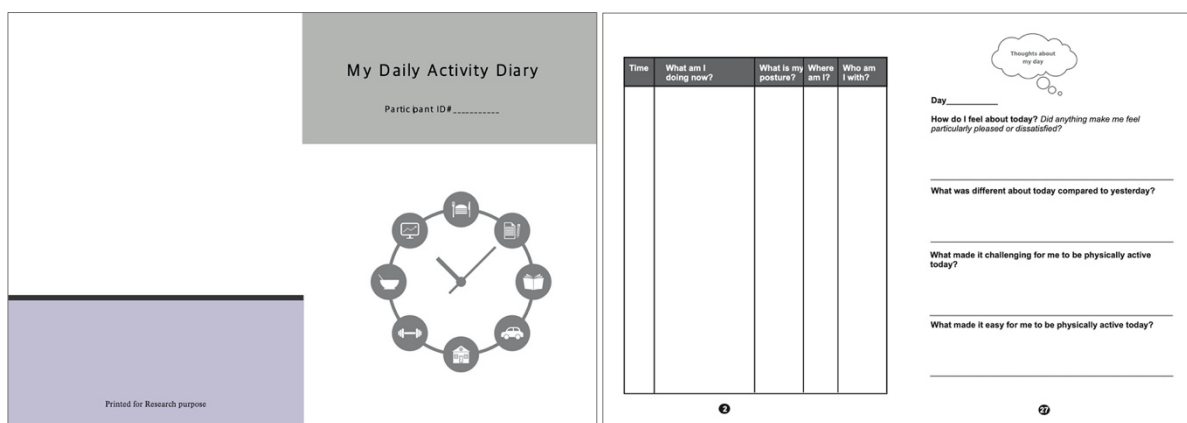 My Daily Activity Diary
Participant ID#___________
Printed for Research purpose
Time
What am I
doing now?
What is my
posture?
Where
am I?
Who am
I with?
2
Thoughts about
my day
Day___________
How do I feel about today? Did anything make me feel
particularly pleased or dissatisfied?
What was different about today compared to yesterday?
What made it challenging for me to be physically active
today?
What made it easy for me to be physically active today?
27